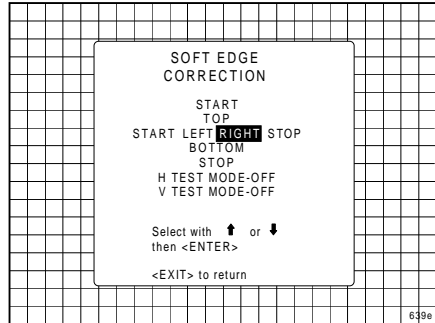 SOFT EDGE
CORRECTION
START
TOP
START LEFT RIGHT STOP
BOTTOM
STOP
H TEST MODE-OFF
V TEST MODE-OFF
Select with ⬆ or ⬇
then <ENTER>
<EXIT> to return
639e